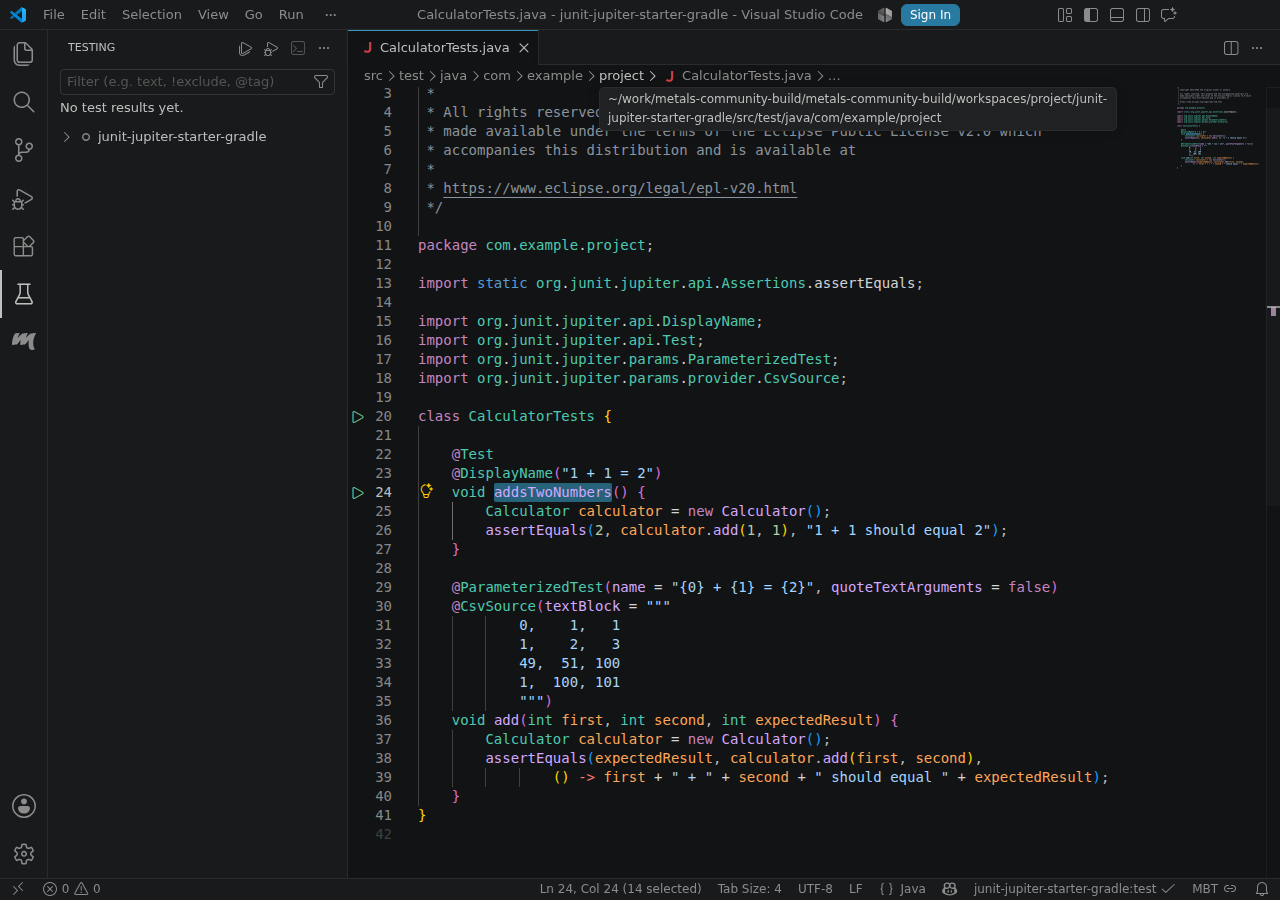 File Edit Selection View Go Run ··· CalculatorTests.java - junit-jupiter-starter-gradle - Visual Studio Code Sign In
TESTING
Filter (e.g. text, !exclude, @tag)
No test results yet.
junit-jupiter-starter-gradle
CalculatorTests.java
src > test > java > com > example > project > CalculatorTests.java > ...
~/work/metals-community-build/metals-community-build/workspaces/project/junit-
jupiter-starter-gradle/src/test/java/com/example/project
3 *
4 * All rights reserved
5 * made available under the terms of the Eclipse Public License v2.0 which
6 * accompanies this distribution and is available at
7 *
8 * https://www.eclipse.org/legal/epl-v20.html
9 */
10
11 package com.example.project;
12
13 import static org.junit.jupiter.api.Assertions.assertEquals;
14
15 import org.junit.jupiter.api.DisplayName;
16 import org.junit.jupiter.api.Test;
17 import org.junit.jupiter.params.ParameterizedTest;
18 import org.junit.jupiter.params.provider.CsvSource;
19
20 class CalculatorTests {
21
22 @Test
23 @DisplayName("1 + 1 = 2")
24 void addsTwoNumbers() {
25 Calculator calculator = new Calculator();
26 assertEquals(2, calculator.add(1, 1), "1 + 1 should equal 2");
27 }
28
29 @ParameterizedTest(name = "{0} + {1} = {2}", quoteTextArguments = false)
30 @CsvSource(textBlock = """
31 0, 1, 1
32 1, 2, 3
33 49, 51, 100
34 1, 100, 101
35 """)
36 void add(int first, int second, int expectedResult) {
37 Calculator calculator = new Calculator();
38 assertEquals(expectedResult, calculator.add(first, second),
39 () -> first + " + " + second + " should equal " + expectedResult);
40 }
41 }
42
0 0 Ln 24, Col 24 (14 selected) Tab Size: 4 UTF-8 LF { } Java junit-jupiter-starter-gradle:test MBT